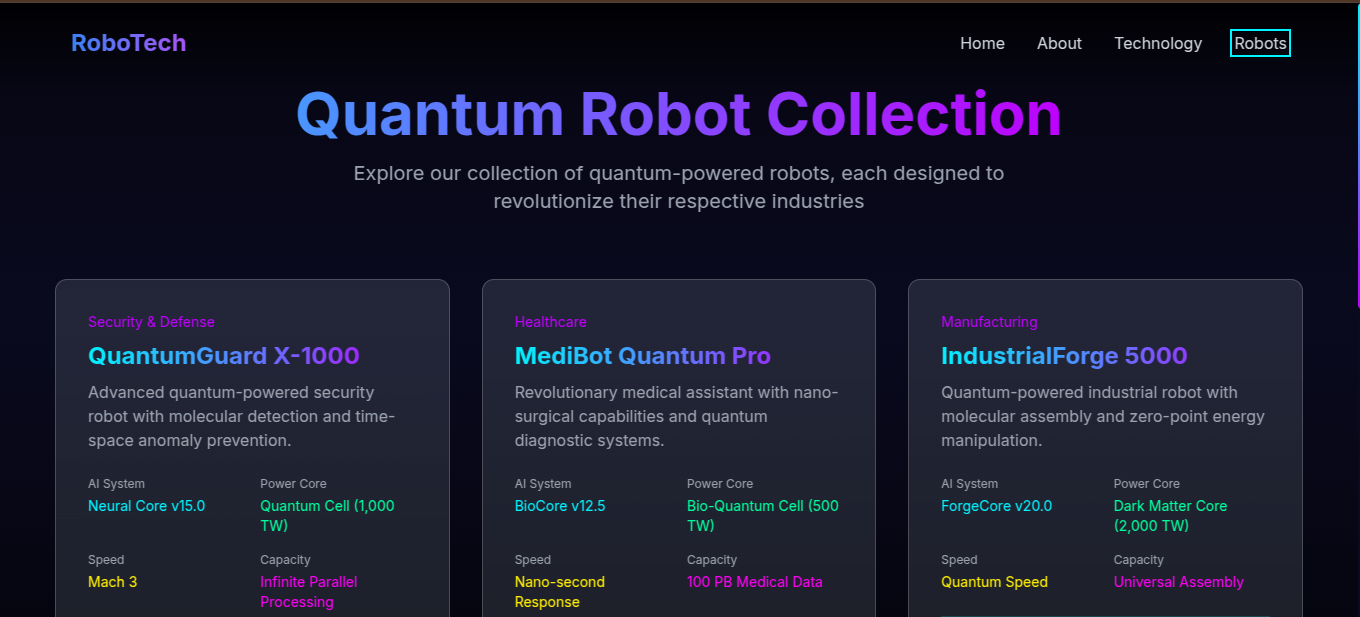 RoboTech
Home About Technology Robots
Quantum Robot Collection
Explore our collection of quantum-powered robots, each designed to
revolutionize their respective industries
Security & Defense
QuantumGuard X-1000
Advanced quantum-powered security
robot with molecular detection and time-
space anomaly prevention.
AI System
Neural Core v15.0
Power Core
Quantum Cell (1,000
TW)
Speed
Mach 3
Capacity
Infinite Parallel
Processing
Healthcare
MediBot Quantum Pro
Revolutionary medical assistant with nano-
surgical capabilities and quantum
diagnostic systems.
AI System
BioCore v12.5
Power Core
Bio-Quantum Cell (500
TW)
Speed
Nano-second
Response
Capacity
100 PB Medical Data
Manufacturing
IndustrialForge 5000
Quantum-powered industrial robot with
molecular assembly and zero-point energy
manipulation.
AI System
ForgeCore v20.0
Power Core
Dark Matter Core
(2,000 TW)
Speed
Quantum Speed
Capacity
Universal Assembly